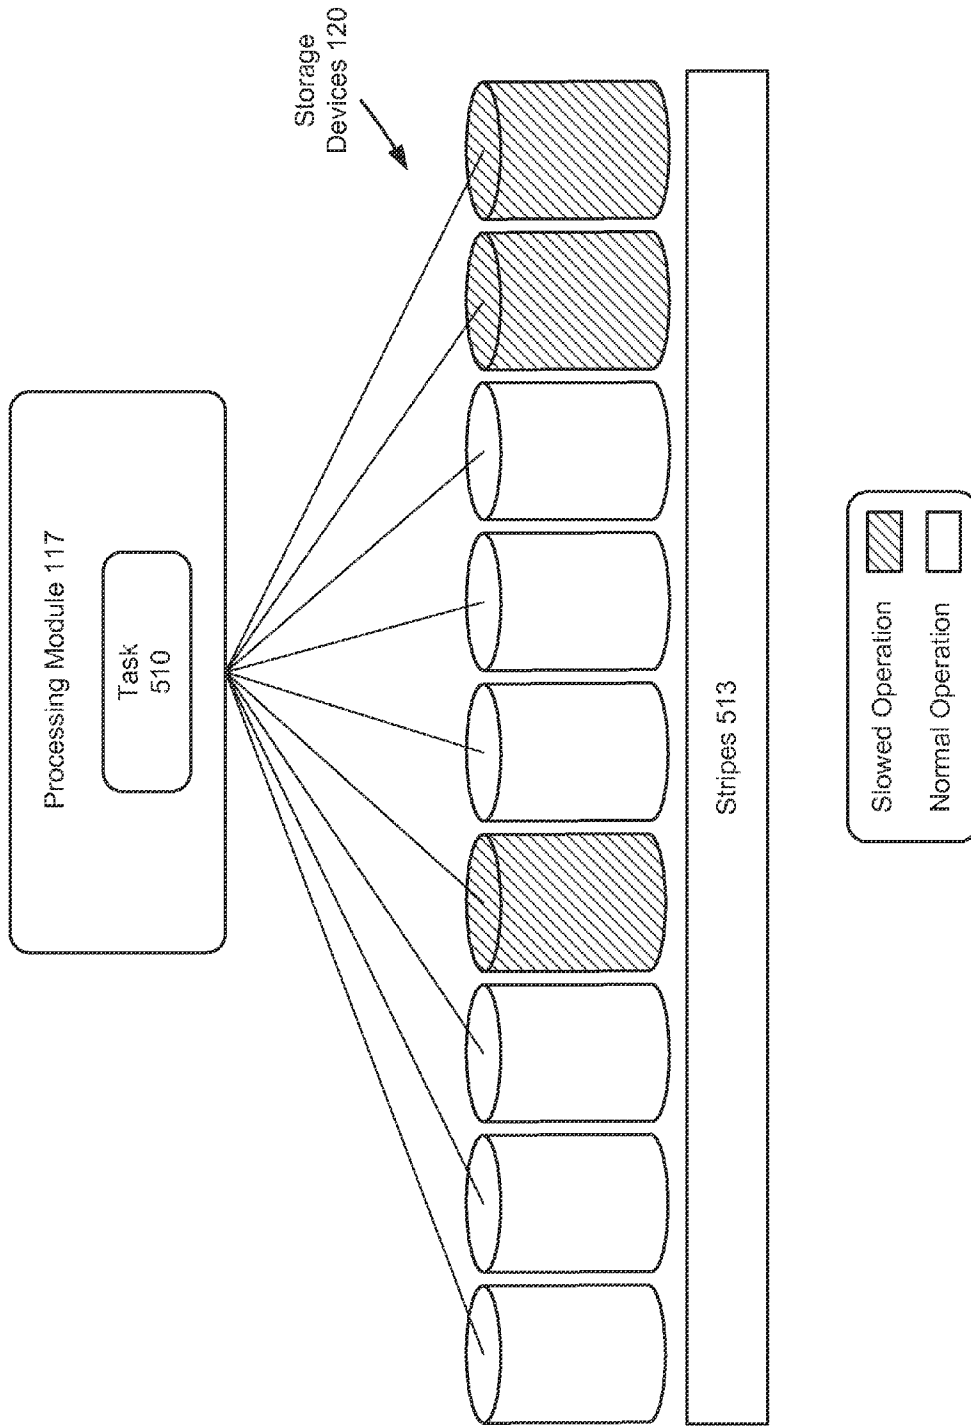 Processing Module 117
Task
510
Storage
Devices 120
Stripes 513
Slowed Operation
Normal Operation